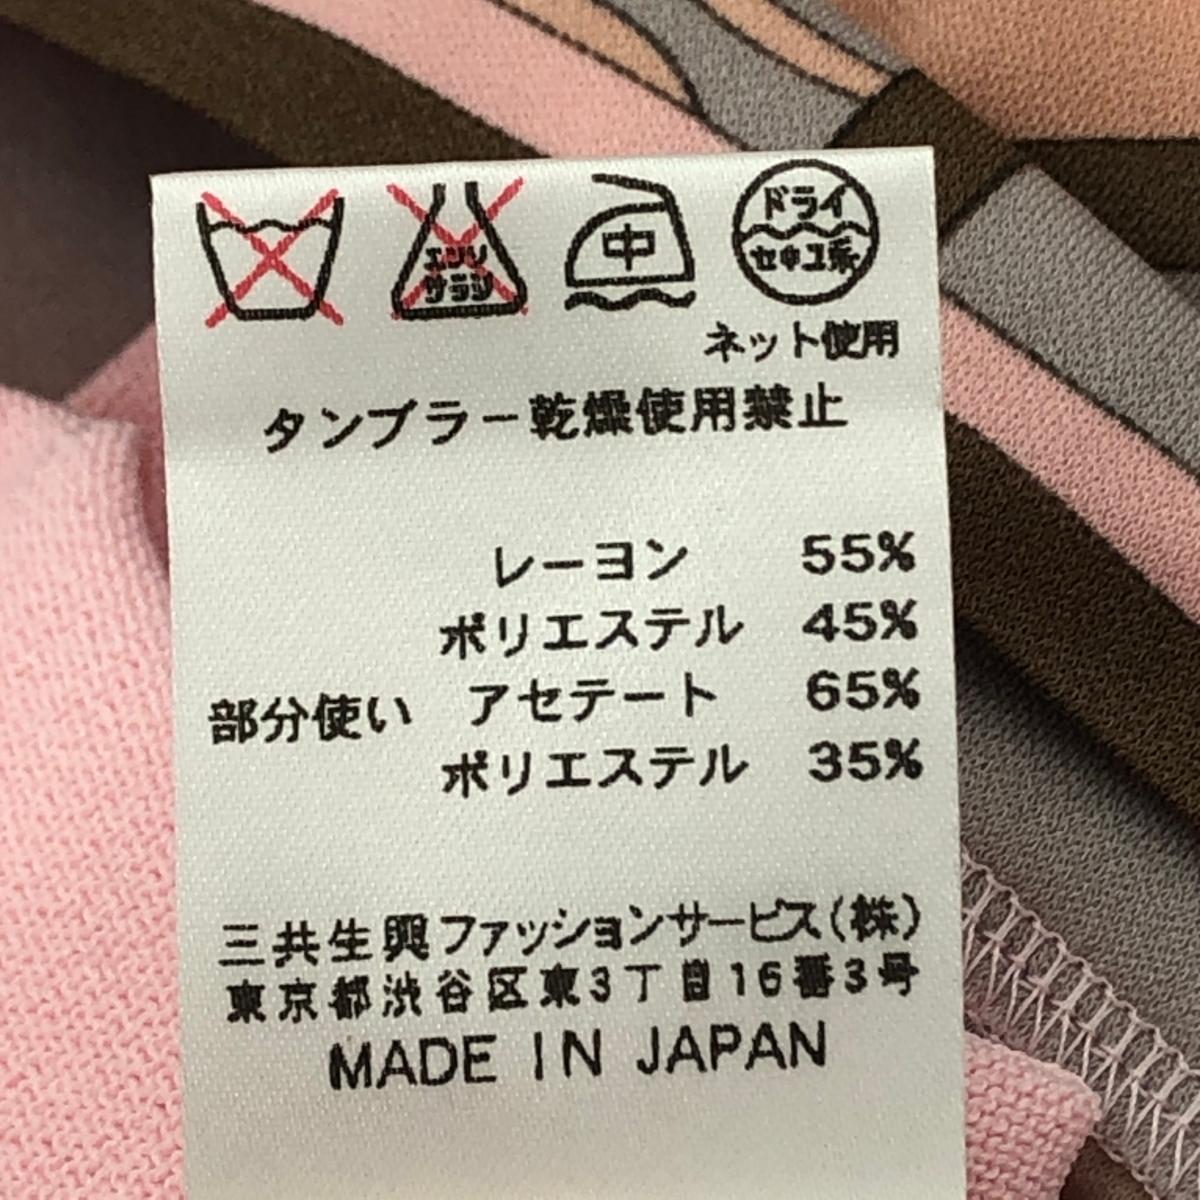 エンソ
サラシ
中
ドライ
セキユ系
ネット使用
タンブラー乾燥使用禁止
レーヨン 55%
ポリエステル 45%
部分使い アセテート 65%
ポリエステル 35%
三共生興ファッションサービス(株)
東京都渋谷区東3丁目16番3号
MADE IN JAPAN